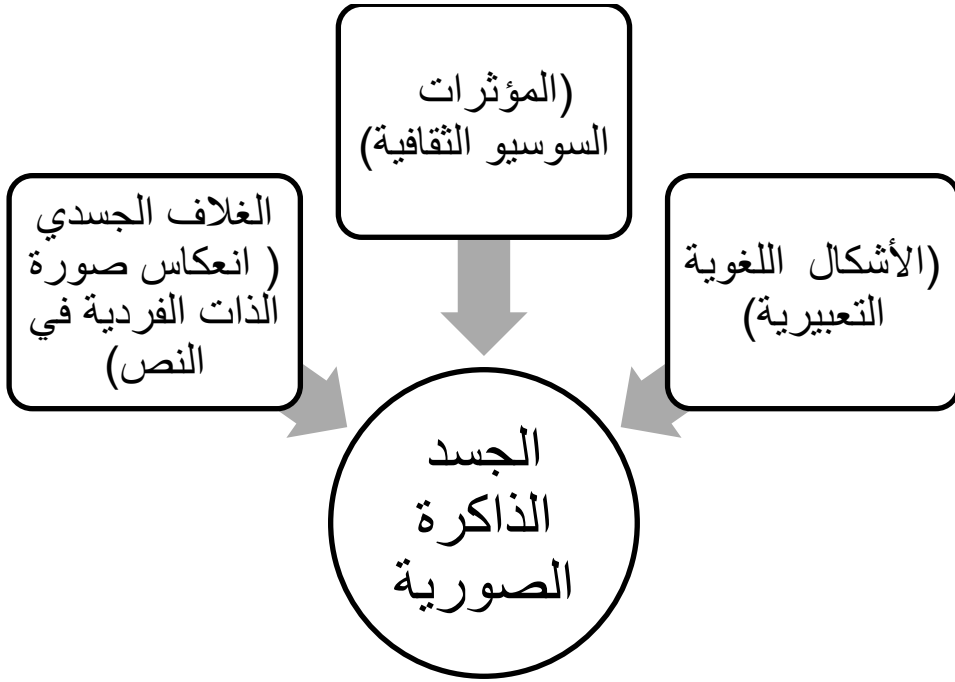 (المؤثرات
السوسيو الثقافية)
(الأشكال اللغوية
التعبيرية)
الغلاف الجسدي
( انعكاس صورة
الذات الفردية في
النص)
الجسد
الذاكرة
الصورية